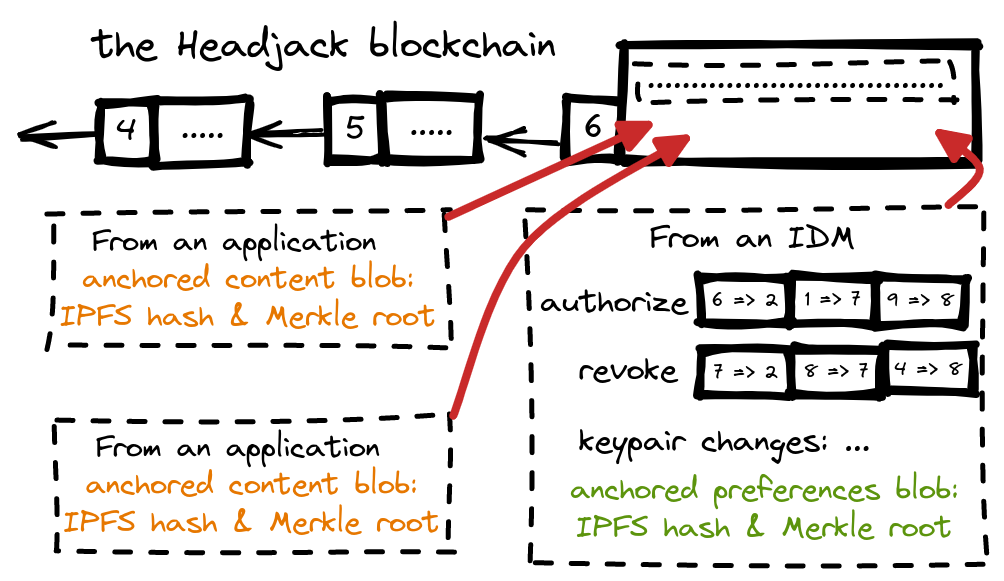 the Headjack blockchain
4 ..... 5 ..... 6
From an application
anchored content blob:
IPFS hash & Merkle root
From an application
anchored content blob:
IPFS hash & Merkle root
From an IDM
authorize 6 => 2 1 => 7 9 => 8
revoke 7 => 2 8 => 7 4 => 8
keypair changes: ...
anchored preferences blob:
IPFS hash & Merkle root